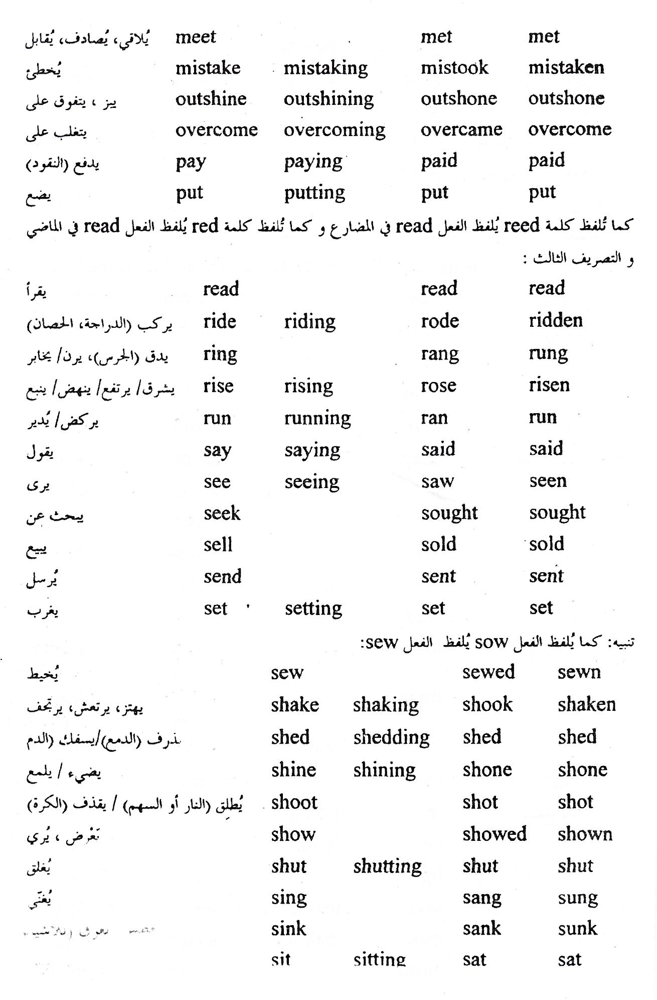 يُلاقي، يُصادف، يُقابل meet met met
يُخطئ mistake mistaking mistook mistaken
يبز ، يتفوق على outshine outshining outshone outshone
يتغلب على overcome overcoming overcame overcome
يدفع (النقود) pay paying paid paid
يضع put putting put put
كما تُلفظ كلمة reed يُلفظ الفعل read في المضارع و كما تُلفظ كلمة red يُلفظ الفعل read في الماضي
و التصريف الثالث :
يقرأ read read read
يركب (الدراجة، الحصان) ride riding rode ridden
يدق (الجرس)، يرن/ يخابر ring rang rung
يشرق/ يرتفع/ ينهض/ ينبع rise rising rose risen
يركض/ يُدير run running ran run
يقول say saying said said
يرى see seeing saw seen
يبحث عن seek sought sought
يبيع sell sold sold
يُرسل send sent sent
يغرب set setting set set
تنبيه: كما يُلفظ الفعل sow يُلفظ الفعل sew:
يُخيط sew sewed sewn
يهتز، يرتعش، يرتجف shake shaking shook shaken
يذرف (الدمع)/يسفك (الدم shed shedding shed shed
يضيء / يلمع shine shining shone shone
يُطلِق (النار أو السهم) / يقذف (الكرة) shoot shot shot
يَعْرض ، يُري show showed shown
يُغلق shut shutting shut shut
يُغنّي sing sang sung
sink sank sunk
sit sitting sat sat